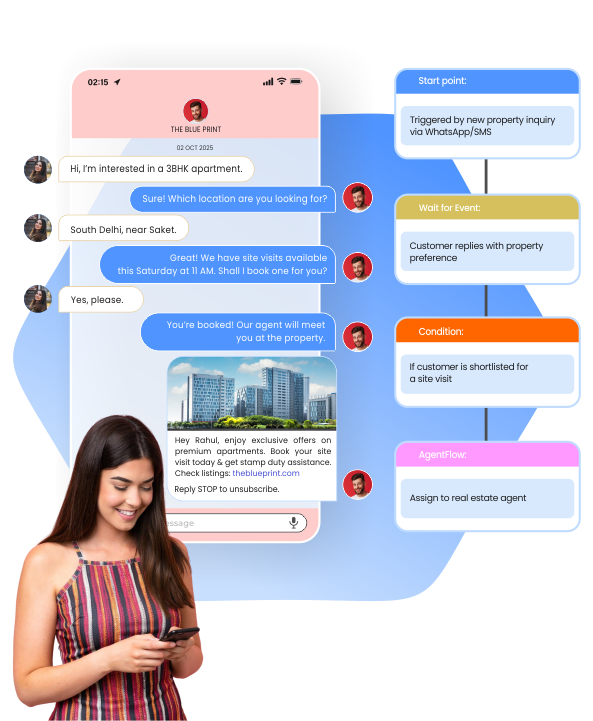 02:15
THE BLUE PRINT
02 OCT 2025
Hi, I'm interested in a 3BHK apartment.
Sure! Which location are you looking for?
South Delhi, near Saket.
Great! We have site visits available
this Saturday at 11 AM. Shall I book one for you?
Yes, please.
You're booked! Our agent will meet
you at the property.
Hey Rahul, enjoy exclusive offers on
premium apartments. Book your site
visit today & get stamp duty assistance.
Check listings: theblueprint.com
Reply STOP to unsubscribe.
Start point:
Triggered by new property inquiry
via WhatsApp/SMS
Wait for Event:
Customer replies with property
preference
Condition:
If customer is shortlisted for
a site visit
AgentFlow:
Assign to real estate agent